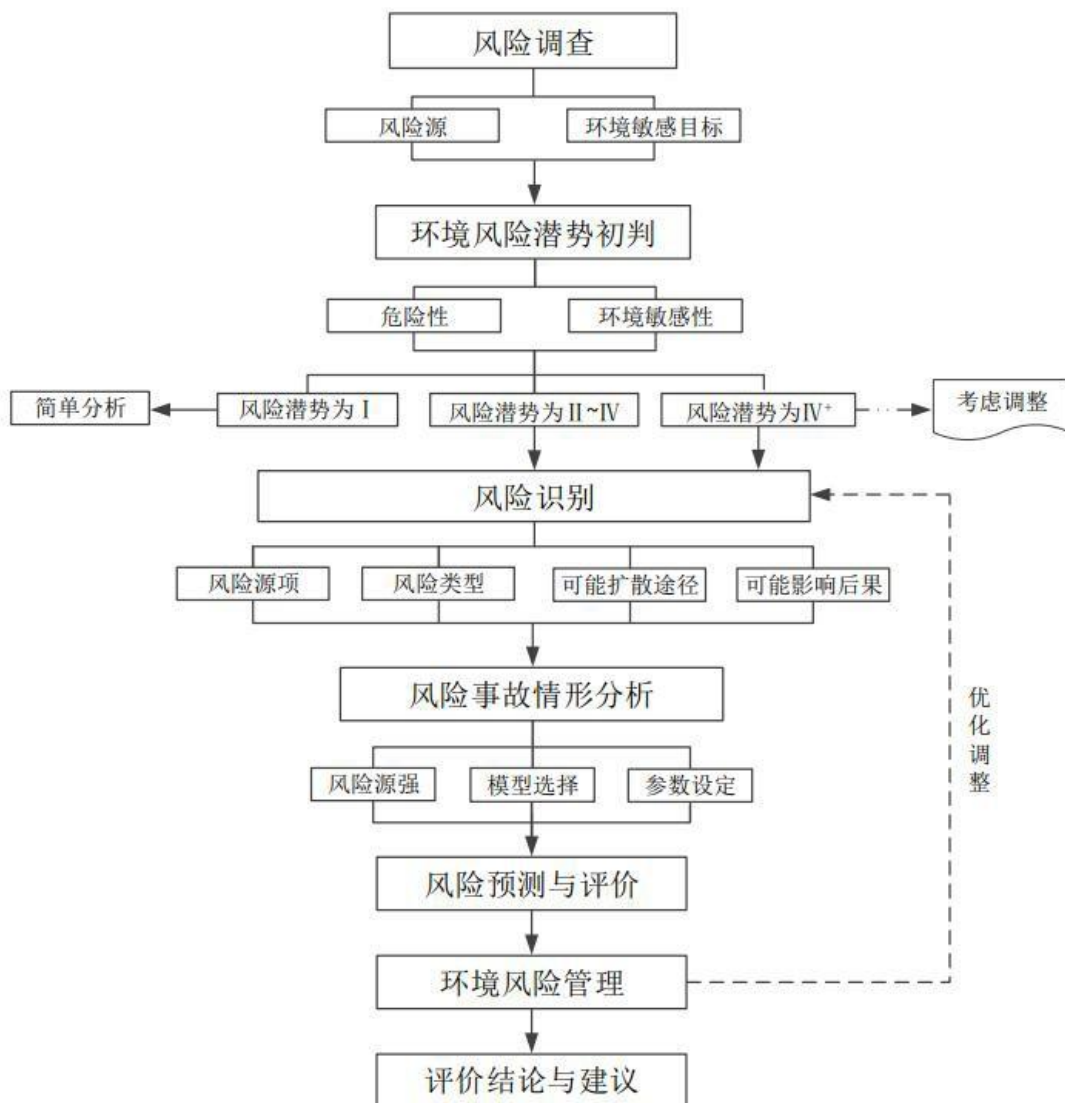 风险调查
风险源
环境敏感目标
环境风险潜势初判
危险性
环境敏感性
简单分析
风险潜势为Ⅰ
风险潜势为Ⅱ~Ⅳ
风险潜势为Ⅳ⁺
考虑调整
风险识别
风险源项
风险类型
可能扩散途径
可能影响后果
风险事故情形分析
优化调整
风险源强
模型选择
参数设定
风险预测与评价
环境风险管理
评价结论与建议